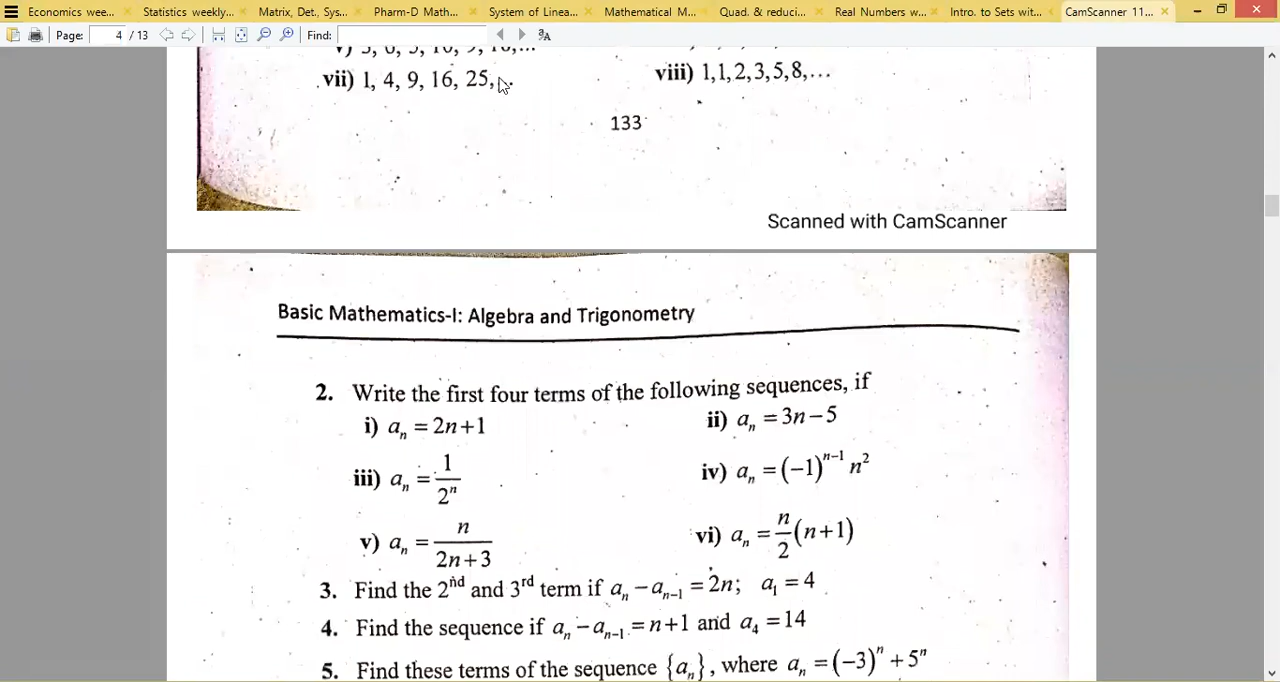 Economics wee... Statistics weekly... Matrix, Det., Sys... Pharm-D Math... System of Linea... Mathematical M... Quad. & reduci... Real Numbers w... Intro. to Sets wit... CamScanner 11...
Page: 4 / 13 Find:
vii) 1, 4, 9, 16, 25,... viii) 1,1,2,3,5,8,...
133
Scanned with CamScanner
Basic Mathematics-I: Algebra and Trigonometry
2. Write the first four terms of the following sequences, if
i) aₙ = 2n+1 ii) aₙ = 3n−5
iii) aₙ = 1/2ⁿ iv) aₙ = (−1)ⁿ⁻¹ n²
v) aₙ = n/(2n+3) vi) aₙ = n/2 (n+1)
3. Find the 2nd and 3rd term if aₙ − aₙ₋₁ = 2n; a₁ = 4
4. Find the sequence if aₙ − aₙ₋₁ = n+1 and a₄ = 14
5. Find these terms of the sequence {aₙ}, where aₙ = (−3)ⁿ + 5ⁿ